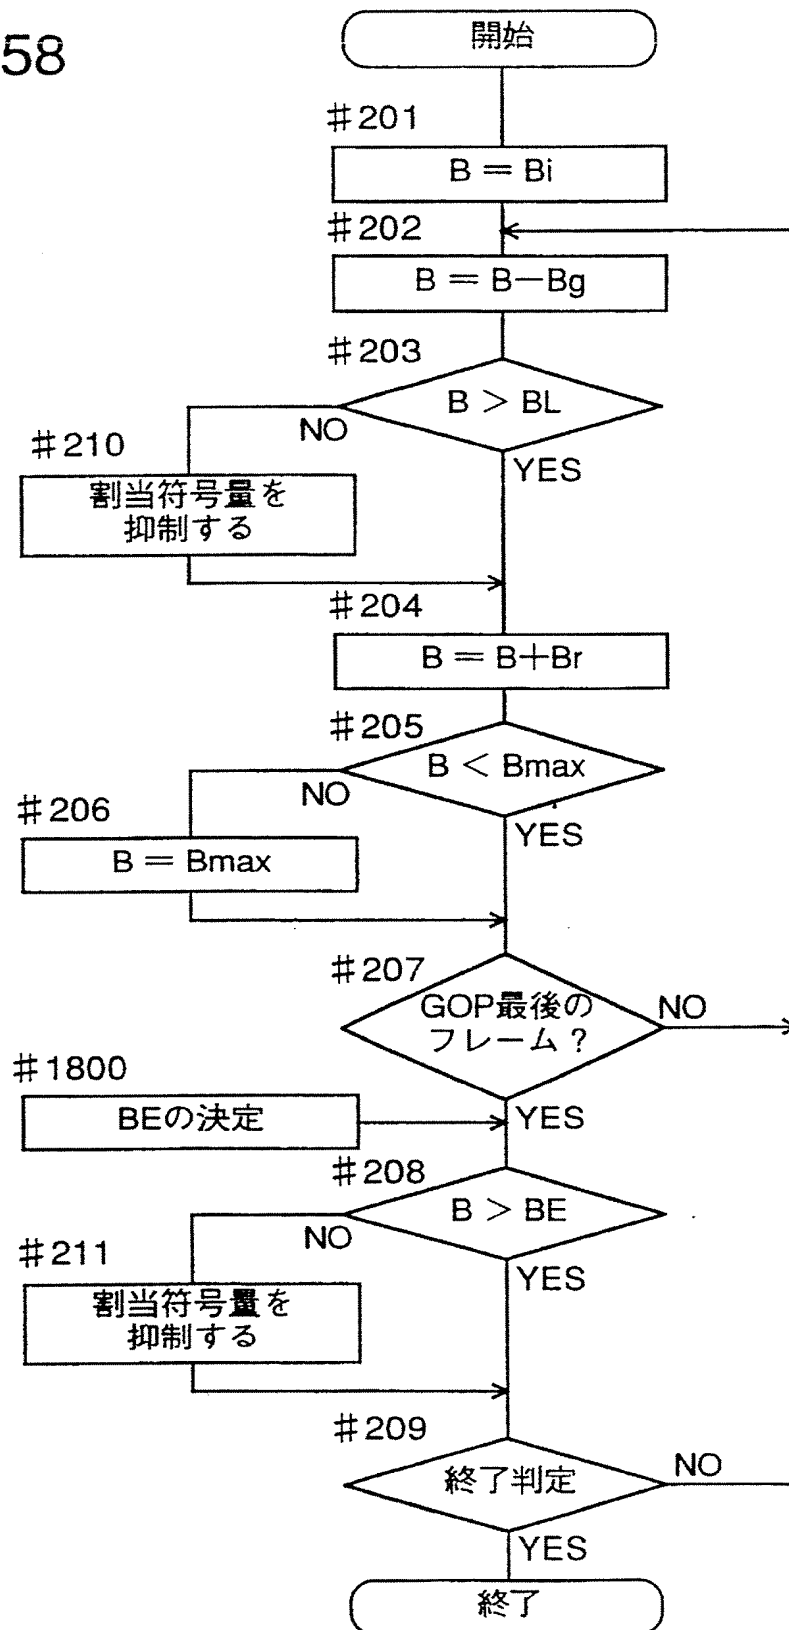 58
開始
#201
B = Bi
#202
B = B−Bg
#203
B > BL
NO
YES
#210
割当符号量を
抑制する
#204
B = B+Br
#205
B < Bmax
NO
YES
#206
B = Bmax
#207
GOP最後の
フレーム？
NO
YES
#1800
BEの決定
#208
B > BE
NO
YES
#211
割当符号量を
抑制する
#209
終了判定
NO
YES
終了